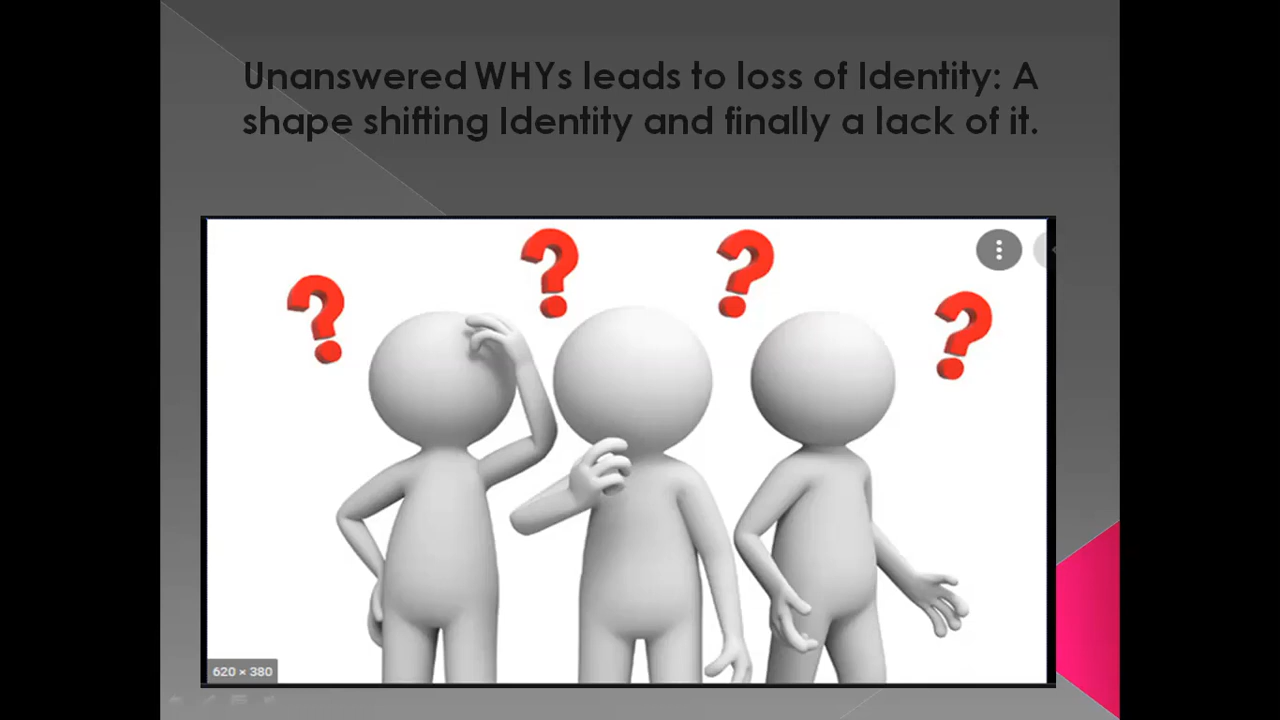 Unanswered WHYs leads to loss of Identity: A
shape shifting Identity and finally a lack of it.
? ? ? ?
620 × 380